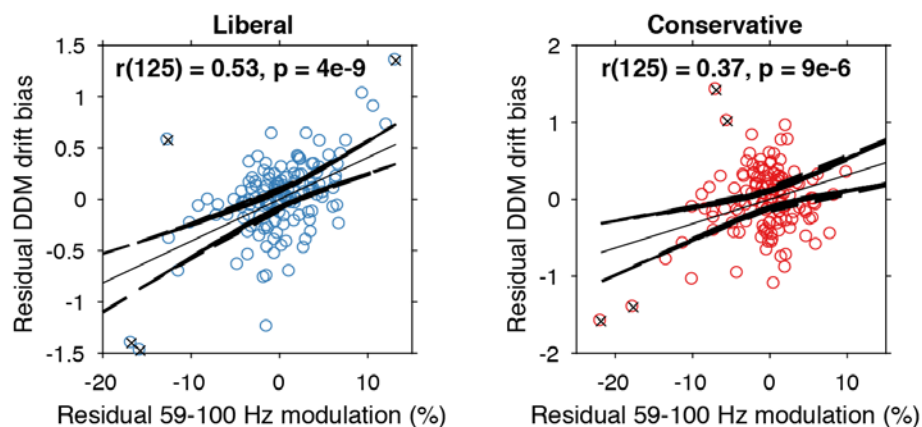 Liberal
r(125) = 0.53, p = 4e-9
Residual DDM drift bias
1.5
1
0.5
0
-0.5
-1
-1.5
-20 -10 0 10
Residual 59-100 Hz modulation (%)
Conservative
r(125) = 0.37, p = 9e-6
Residual DDM drift bias
2
1
0
-1
-2
-20 -10 0 10
Residual 59-100 Hz modulation (%)